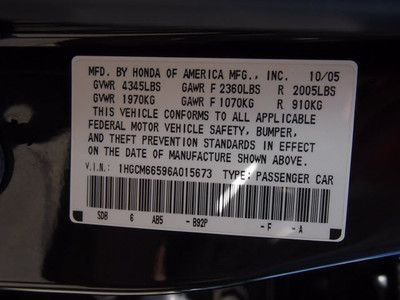 MFD. BY HONDA OF AMERICA MFG., INC. 10/05
GVWR 4345LBS GAWR F 2360LBS R 2005LBS
GVWR 1970KG GAWR F 1070KG R 910KG
THIS VEHICLE CONFORMS TO ALL APPLICABLE
FEDERAL MOTOR VEHICLE SAFETY, BUMPER,
AND THEFT PREVENTION STANDARDS IN EFFECT
ON THE DATE OF MANUFACTURE SHOWN ABOVE.
V.I.N.: 1HGCM66596A015673 TYPE: PASSENGER CAR
SDB 6 AB5 - B92P - F - A